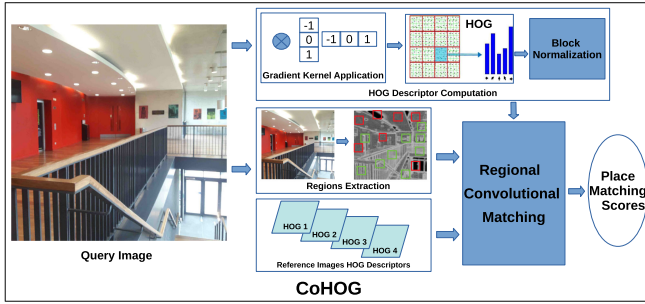 -1
0
1
-1 0 1
Gradient Kernel Application
HOG
Block
Normalization
HOG Descriptor Computation
Regions Extraction
HOG 1
HOG 2
HOG 3
HOG 4
Reference Images HOG Descriptors
Regional
Convolutional
Matching
Place
Matching
Scores
Query Image
CoHOG